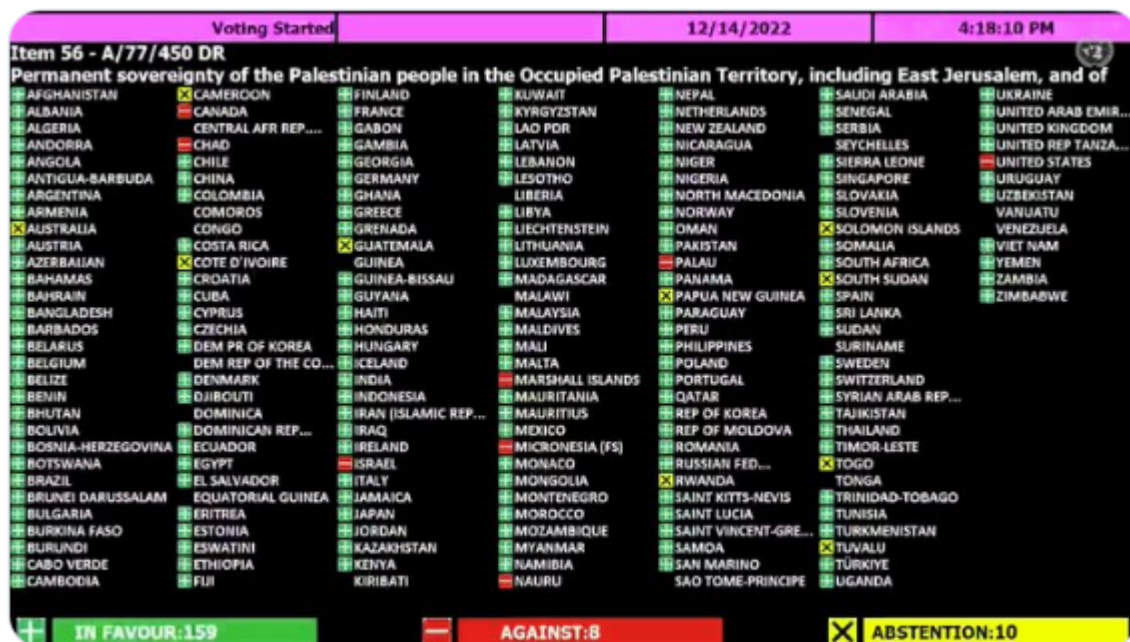 Voting Started 12/14/2022 4:18:10 PM
Item 56 - A/77/450 DR
Permanent sovereignty of the Palestinian people in the Occupied Palestinian Territory, including East Jerusalem, and of
AFGHANISTAN
ALBANIA
ALGERIA
ANDORRA
ANGOLA
ANTIGUA-BARBUDA
ARGENTINA
ARMENIA
AUSTRALIA
AUSTRIA
AZERBAIJAN
BAHAMAS
BAHRAIN
BANGLADESH
BARBADOS
BELARUS
BELGIUM
BELIZE
BENIN
BHUTAN
BOLIVIA
BOSNIA-HERZEGOVINA
BOTSWANA
BRAZIL
BRUNEI DARUSSALAM
BULGARIA
BURKINA FASO
BURUNDI
CABO VERDE
CAMBODIA
CAMEROON
CANADA
CENTRAL AFR REP....
CHAD
CHILE
CHINA
COLOMBIA
COMOROS
CONGO
COSTA RICA
COTE D'IVOIRE
CROATIA
CUBA
CYPRUS
CZECHIA
DEM PR OF KOREA
DEM REP OF THE CO...
DENMARK
DJIBOUTI
DOMINICA
DOMINICAN REP...
ECUADOR
EGYPT
EL SALVADOR
EQUATORIAL GUINEA
ERITREA
ESTONIA
ESWATINI
ETHIOPIA
FIJI
FINLAND
FRANCE
GABON
GAMBIA
GEORGIA
GERMANY
GHANA
GREECE
GRENADA
GUATEMALA
GUINEA
GUINEA-BISSAU
GUYANA
HAITI
HONDURAS
HUNGARY
ICELAND
INDIA
INDONESIA
IRAN (ISLAMIC REP...
IRAQ
IRELAND
ISRAEL
ITALY
JAMAICA
JAPAN
JORDAN
KAZAKHSTAN
KENYA
KIRIBATI
KUWAIT
KYRGYZSTAN
LAO PDR
LATVIA
LEBANON
LESOTHO
LIBERIA
LIBYA
LIECHTENSTEIN
LITHUANIA
LUXEMBOURG
MADAGASCAR
MALAWI
MALAYSIA
MALDIVES
MALI
MALTA
MARSHALL ISLANDS
MAURITANIA
MAURITIUS
MEXICO
MICRONESIA (FS)
MONACO
MONGOLIA
MONTENEGRO
MOROCCO
MOZAMBIQUE
MYANMAR
NAMIBIA
NAURU
NEPAL
NETHERLANDS
NEW ZEALAND
NICARAGUA
NIGER
NIGERIA
NORTH MACEDONIA
NORWAY
OMAN
PAKISTAN
PALAU
PANAMA
PAPUA NEW GUINEA
PARAGUAY
PERU
PHILIPPINES
POLAND
PORTUGAL
QATAR
REP OF KOREA
REP OF MOLDOVA
ROMANIA
RUSSIAN FED...
RWANDA
SAINT KITTS-NEVIS
SAINT LUCIA
SAINT VINCENT-GRE...
SAMOA
SAN MARINO
SAO TOME-PRINCIPE
SAUDI ARABIA
SENEGAL
SERBIA
SEYCHELLES
SIERRA LEONE
SINGAPORE
SLOVAKIA
SLOVENIA
SOLOMON ISLANDS
SOMALIA
SOUTH AFRICA
SOUTH SUDAN
SPAIN
SRI LANKA
SUDAN
SURINAME
SWEDEN
SWITZERLAND
SYRIAN ARAB REP...
TAJIKISTAN
THAILAND
TIMOR-LESTE
TOGO
TONGA
TRINIDAD-TOBAGO
TUNISIA
TURKMENISTAN
TUVALU
TÜRKIYE
UGANDA
UKRAINE
UNITED ARAB EMIR...
UNITED KINGDOM
UNITED REP TANZA...
UNITED STATES
URUGUAY
UZBEKISTAN
VANUATU
VENEZUELA
VIET NAM
YEMEN
ZAMBIA
ZIMBABWE
IN FAVOUR:159 AGAINST:8 ABSTENTION:10